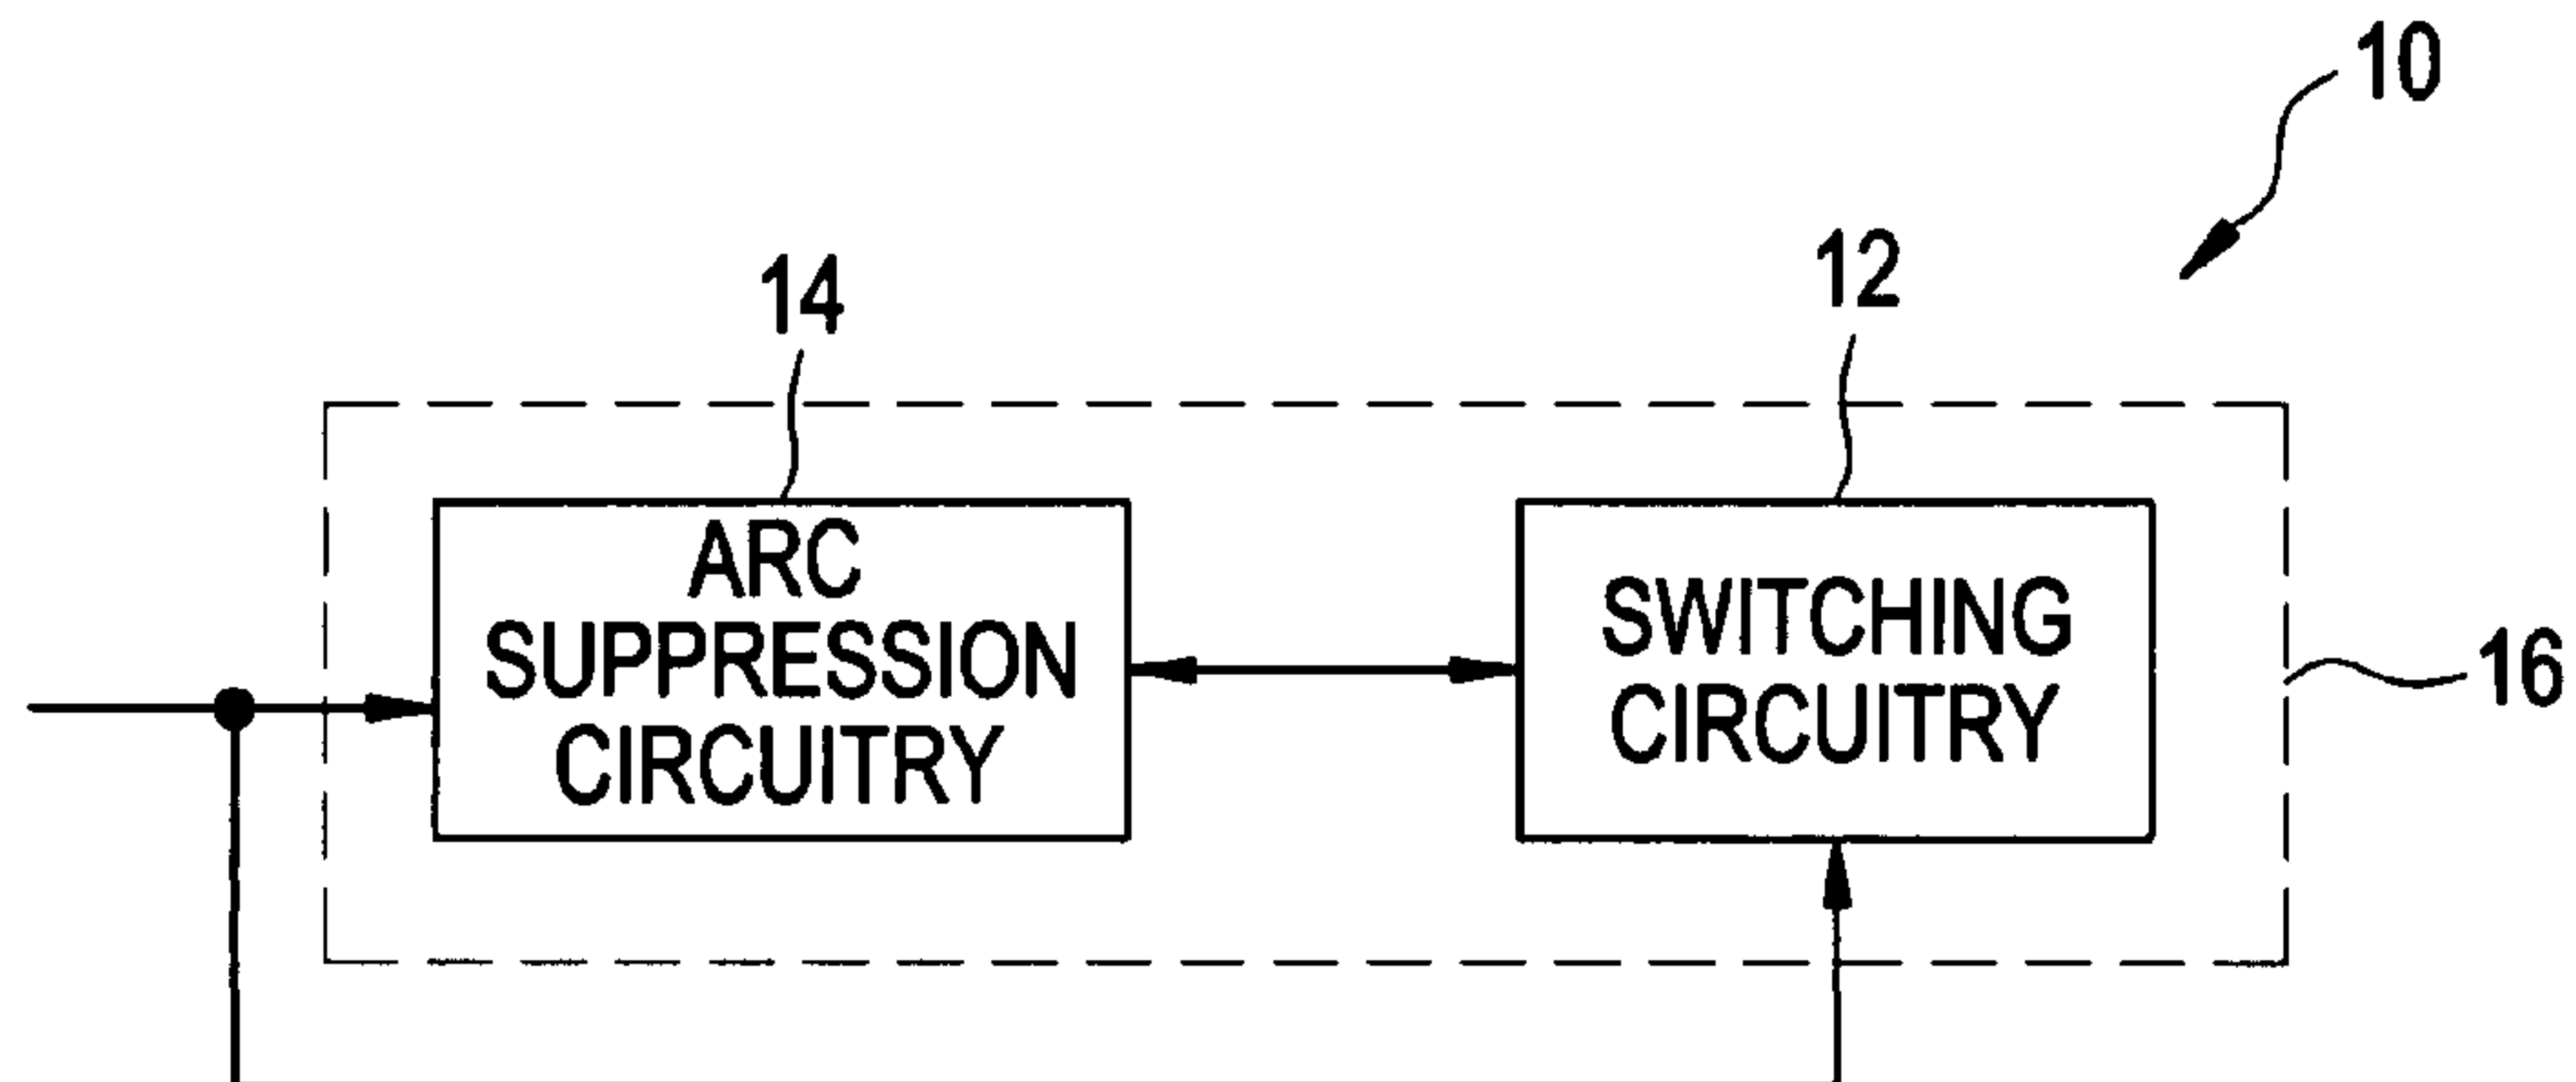 10
12
14
ARC
SUPPRESSION
CIRCUITRY
SWITCHING
CIRCUITRY
16